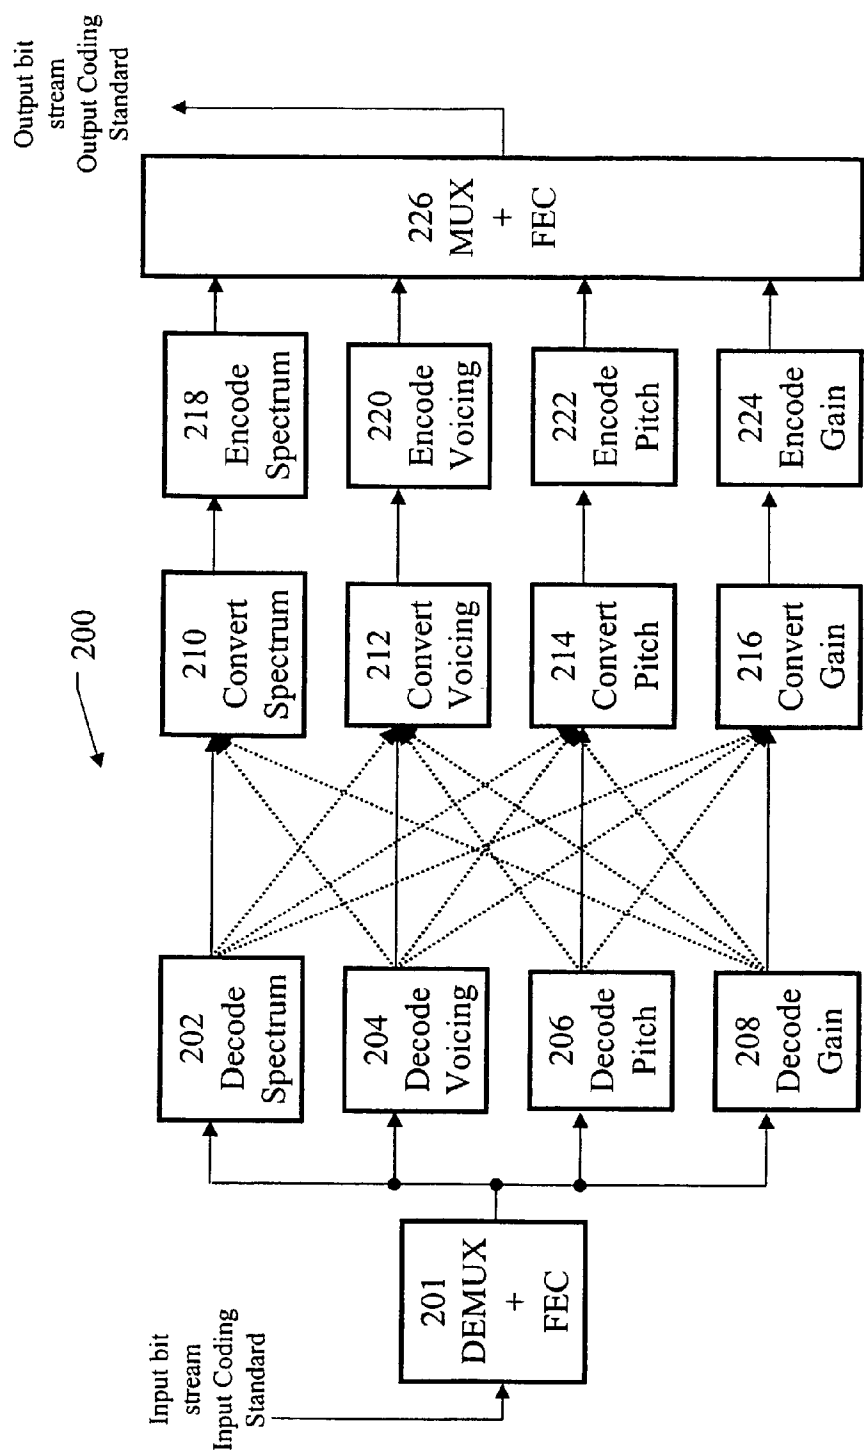 200
Input bit
stream
Input Coding
Standard
201
DEMUX
+
FEC
202
Decode
Spectrum
204
Decode
Voicing
206
Decode
Pitch
208
Decode
Gain
210
Convert
Spectrum
212
Convert
Voicing
214
Convert
Pitch
216
Convert
Gain
218
Encode
Spectrum
220
Encode
Voicing
222
Encode
Pitch
224
Encode
Gain
226
MUX
+
FEC
Output bit
stream
Output Coding
Standard